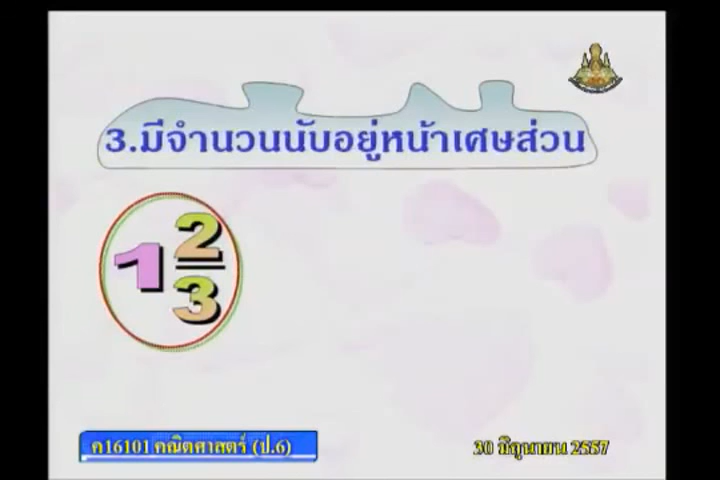 3.มีจำนวนนับอยู่หน้าเศษส่วน
1 2/3
ค16101 คณิตศาสตร์ (ป.6)
30 มิถุนายน 2557